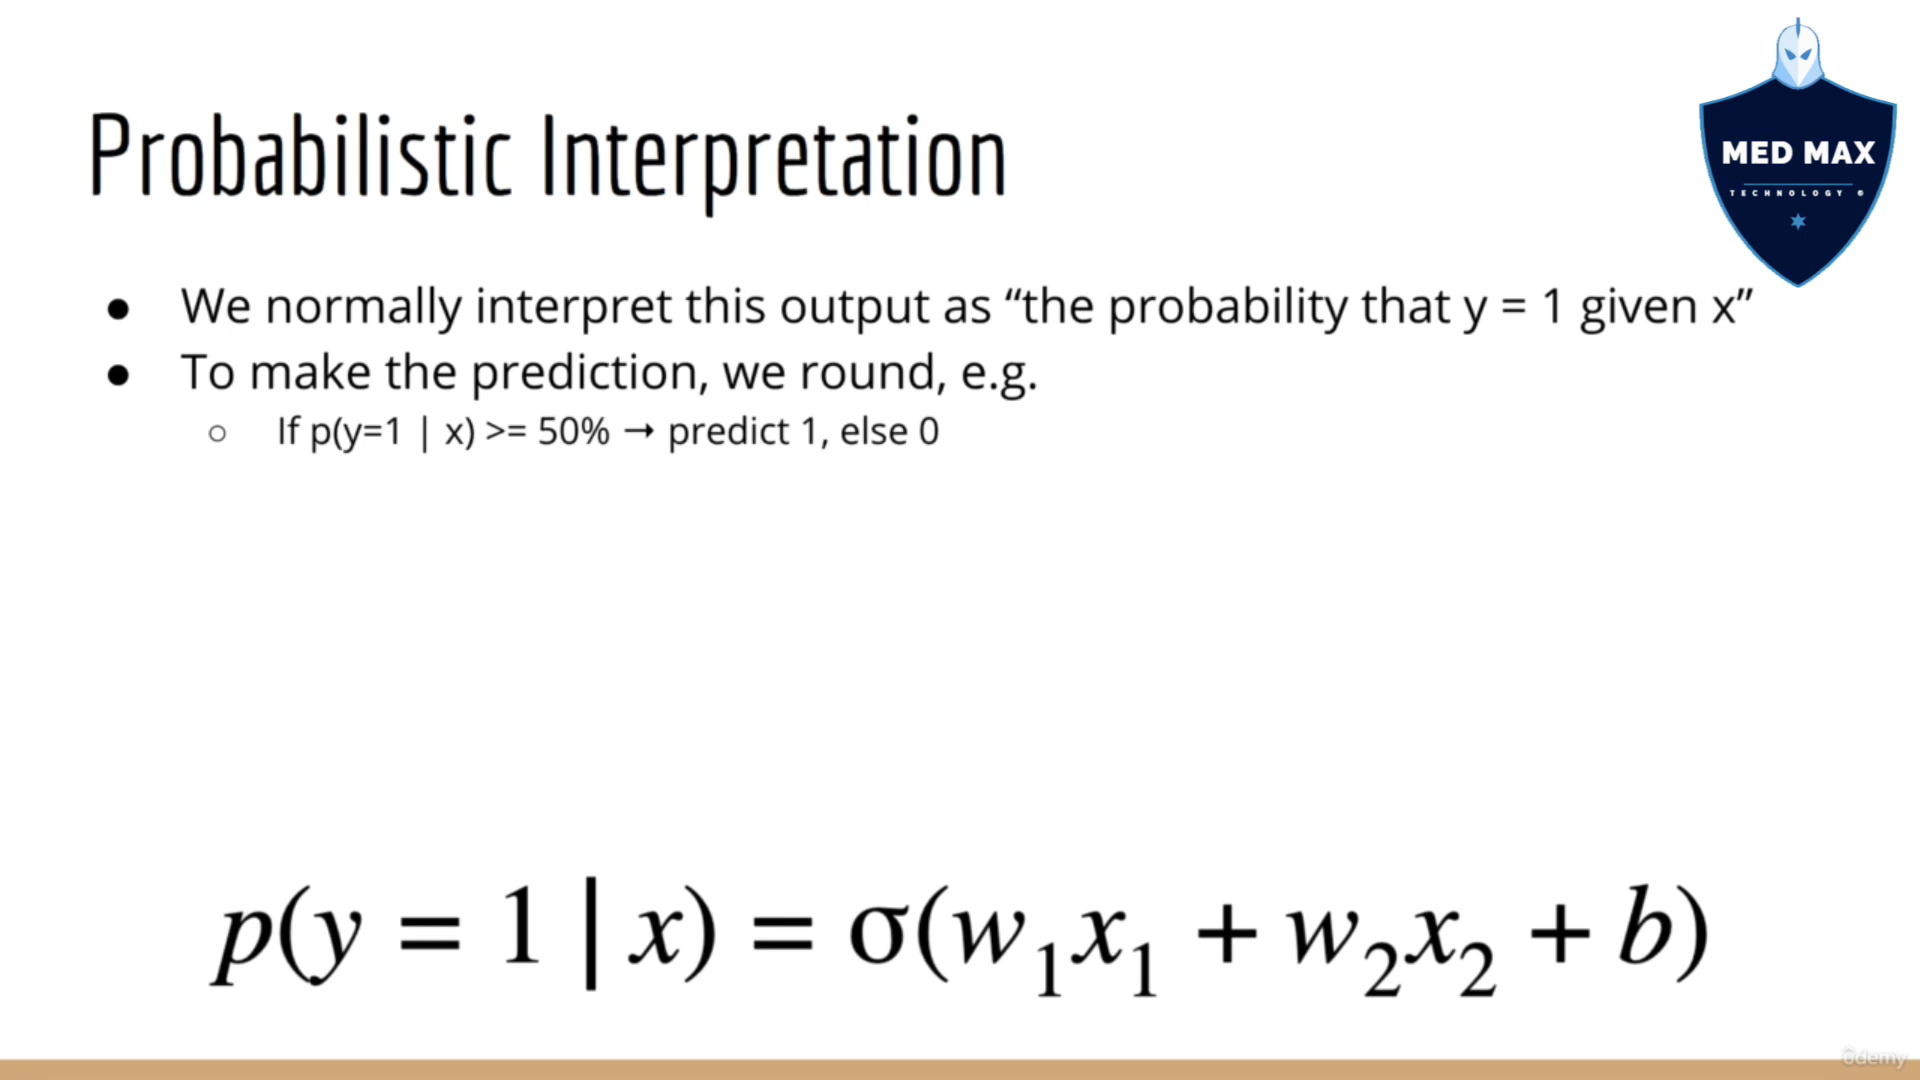 MED MAX
TECHNOLOGY
Probabilistic Interpretation
● We normally interpret this output as “the probability that y = 1 given x”
● To make the prediction, we round, e.g.
○ If p(y=1 | x) >= 50% → predict 1, else 0
p(y = 1 | x) = σ(w₁x₁ + w₂x₂ + b)
ûdemy